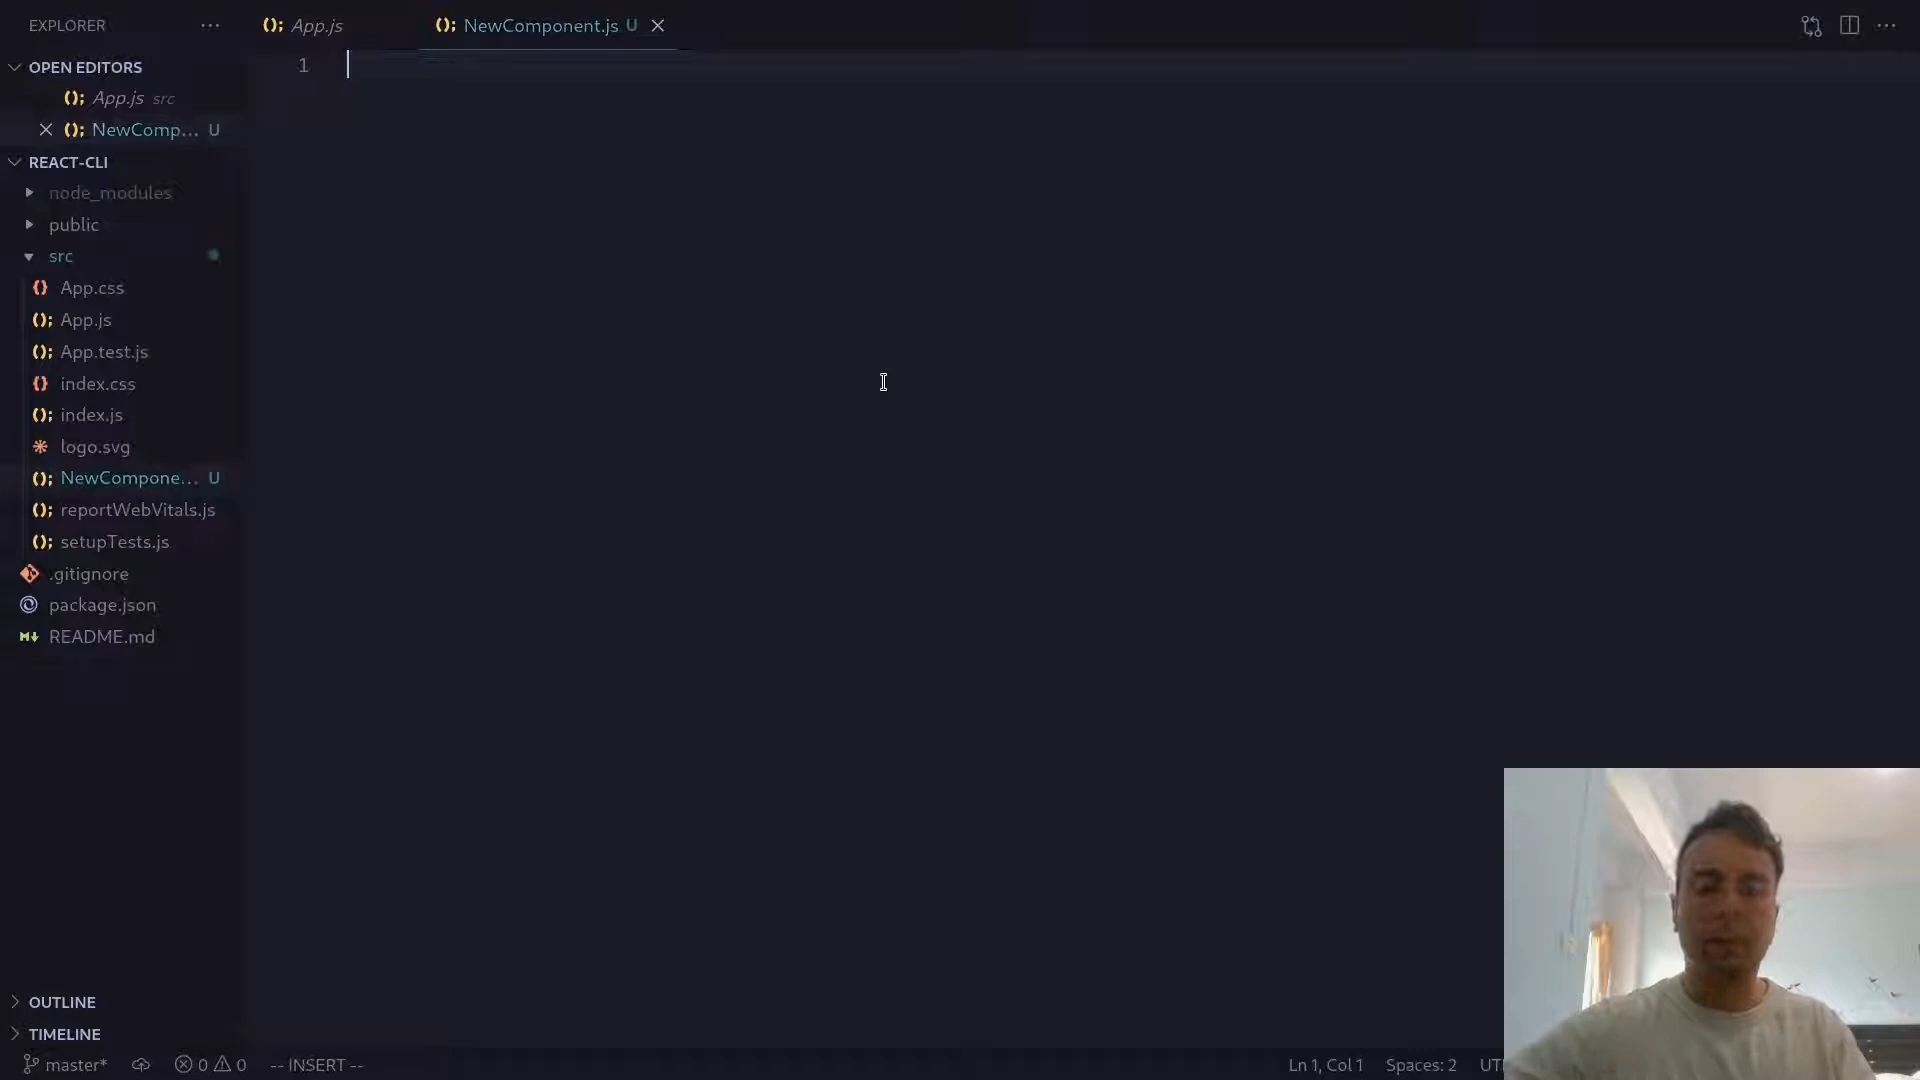 EXPLORER
App.js
NewComponent.js U
OPEN EDITORS
App.js src
NewComp... U
1
REACT-CLI
node_modules
public
src
App.css
App.js
App.test.js
index.css
index.js
logo.svg
NewCompone... U
reportWebVitals.js
setupTests.js
.gitignore
package.json
README.md
OUTLINE
TIMELINE
master* 0 0 -- INSERT -- Ln 1, Col 1 Spaces: 2